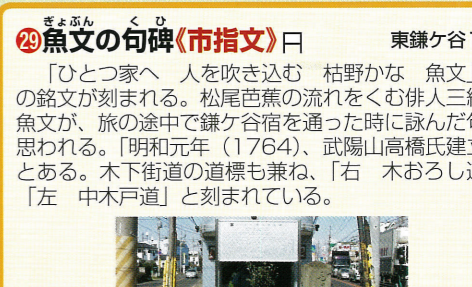 ぎょぶん く ひ
㉙魚文の句碑《市指文》円 東鎌ケ谷
「ひとつ家へ 人を吹き込む 枯野かな 魚文
の銘文が刻まれる。松尾芭蕉の流れをくむ俳人三
魚文が、旅の途中で鎌ケ谷宿を通った時に詠んだ
思われる。「明和元年（1764）、武陽山高橋氏建
とある。木下街道の道標も兼ね、「右 木おろし
「左 中木戸道」と刻まれている。